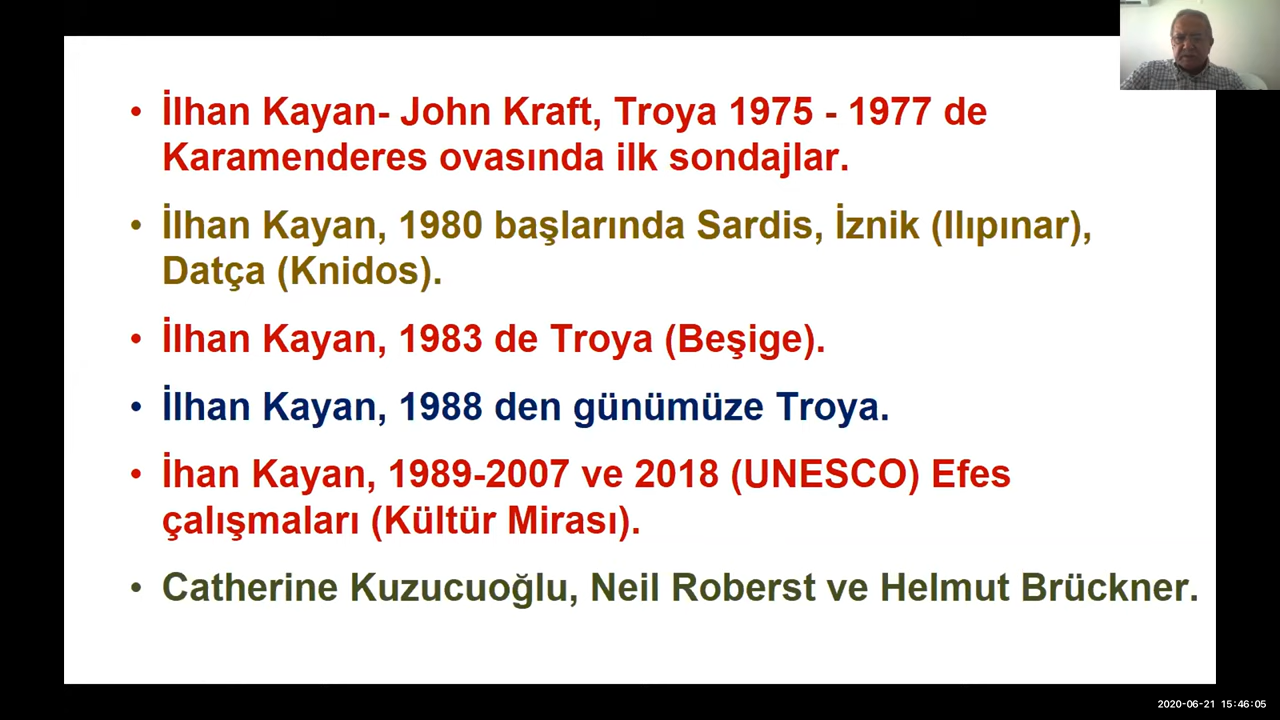 • İlhan Kayan- John Kraft, Troya 1975 - 1977 de
Karamenderes ovasında ilk sondajlar.
• İlhan Kayan, 1980 başlarında Sardis, İznik (Ilıpınar),
Datça (Knidos).
• İlhan Kayan, 1983 de Troya (Beşige).
• İlhan Kayan, 1988 den günümüze Troya.
• İhan Kayan, 1989-2007 ve 2018 (UNESCO) Efes
çalışmaları (Kültür Mirası).
• Catherine Kuzucuoğlu, Neil Roberst ve Helmut Brückner.
2020-06-21 15:46:05